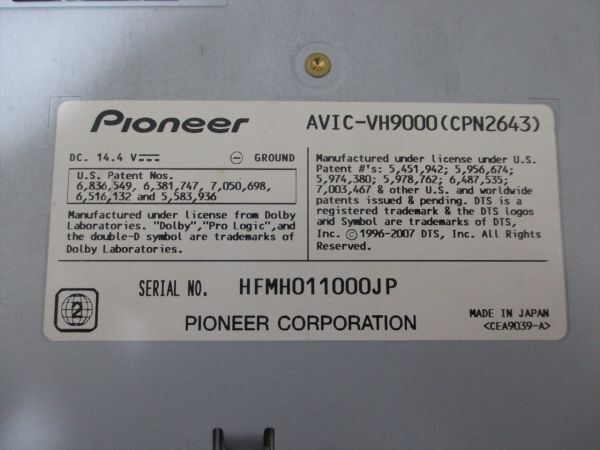 Pioneer
AVIC-VH9000(CPN2643)
DC. 14.4 V
GROUND
U.S. Patent Nos.
6,836,549, 6,381,747, 7,050,698,
6,516,132 and 5,583,936
Manufactured under license from Dolby
Laboratories. "Dolby","Pro Logic",and
the double-D symbol are trademarks of
Dolby Laboratories.
Manufactured under license under U.S.
Patent #'s: 5,451,942; 5,956,674;
5,974,380; 5,978,762; 6,487,535;
7,003,467 & other U.S. and worldwide
patents issued & pending. DTS is a
registered trademark & the DTS logos
and Symbol are trademarks of DTS,
Inc. ©1996-2007 DTS, Inc. All Rights
Reserved.
SERIAL NO. HFMH011000JP
2
PIONEER CORPORATION
MADE IN JAPAN
<CEA9039-A>